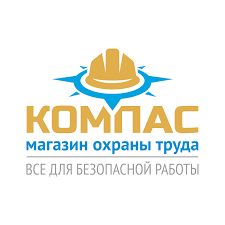 КОМПАС
магазин охраны труда
ВСЕ ДЛЯ БЕЗОПАСНОЙ РАБОТЫ